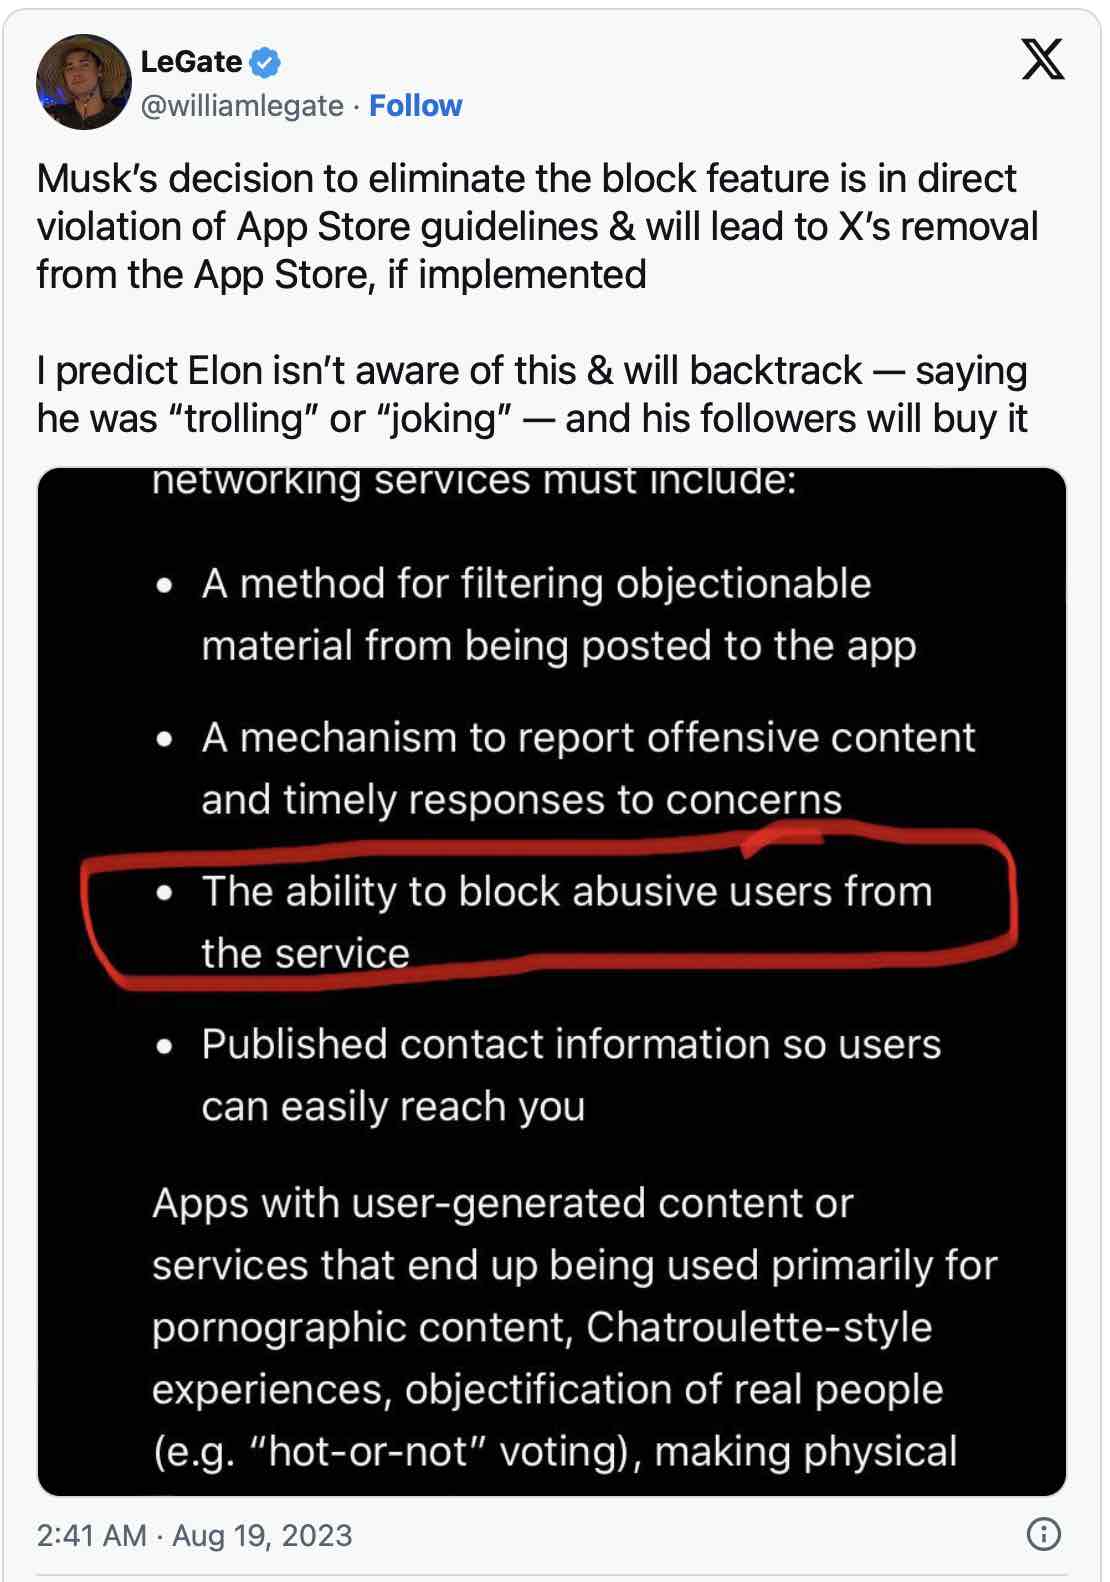 LeGate
@williamlegate · Follow
Musk’s decision to eliminate the block feature is in direct
violation of App Store guidelines & will lead to X’s removal
from the App Store, if implemented
I predict Elon isn’t aware of this & will backtrack — saying
he was “trolling” or “joking” — and his followers will buy it
networking services must include:
• A method for filtering objectionable
material from being posted to the app
• A mechanism to report offensive content
and timely responses to concerns
• The ability to block abusive users from
the service
• Published contact information so users
can easily reach you
Apps with user-generated content or
services that end up being used primarily for
pornographic content, Chatroulette-style
experiences, objectification of real people
(e.g. “hot-or-not” voting), making physical
2:41 AM · Aug 19, 2023